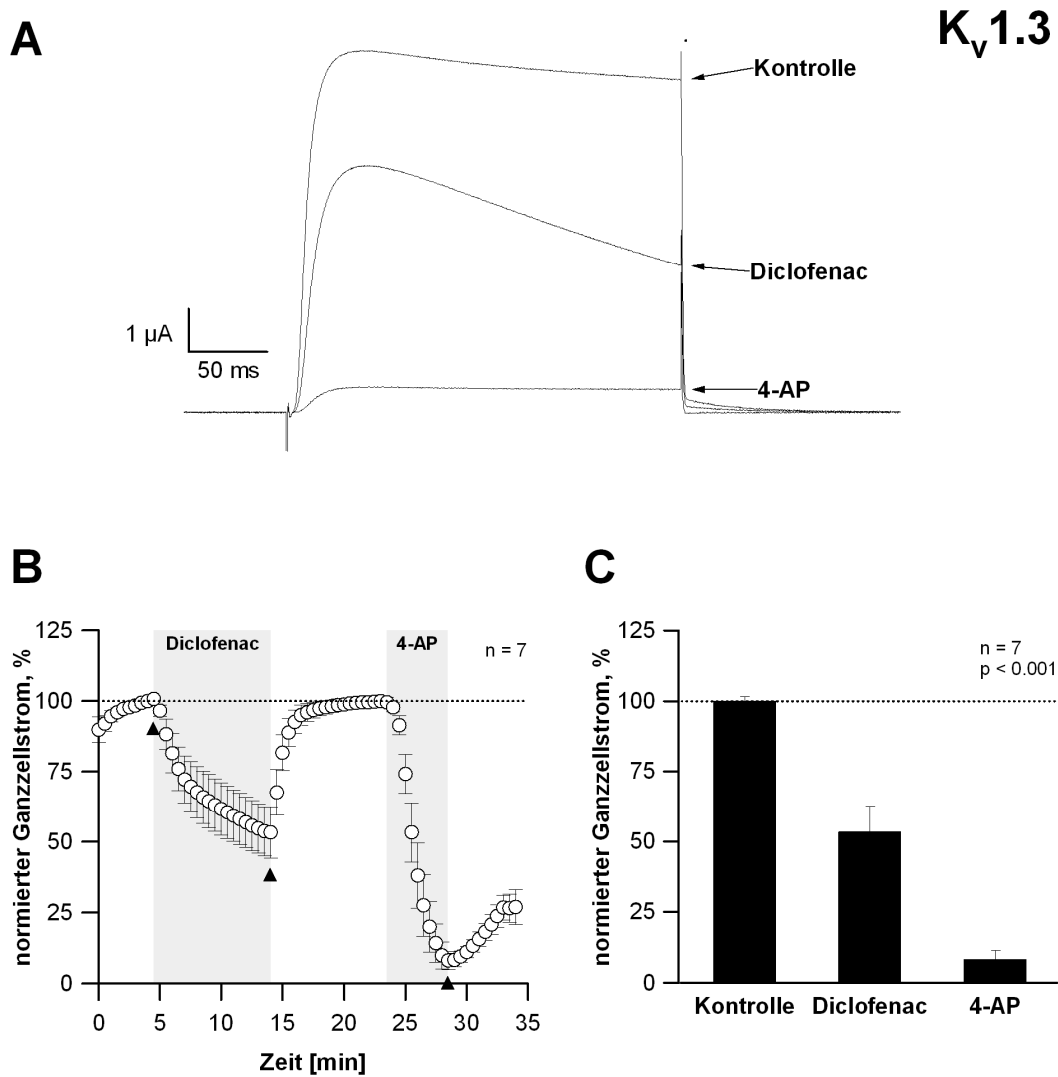 A
Kv1.3
Kontrolle
Diclofenac
1 µA
50 ms
4-AP
B
normierter Ganzzellstrom, %
125
100
75
50
25
0
Diclofenac
4-AP
n = 7
0 5 10 15 20 25 30 35
Zeit [min]
C
normierter Ganzzellstrom, %
125
100
75
50
25
0
n = 7
p < 0.001
Kontrolle Diclofenac 4-AP